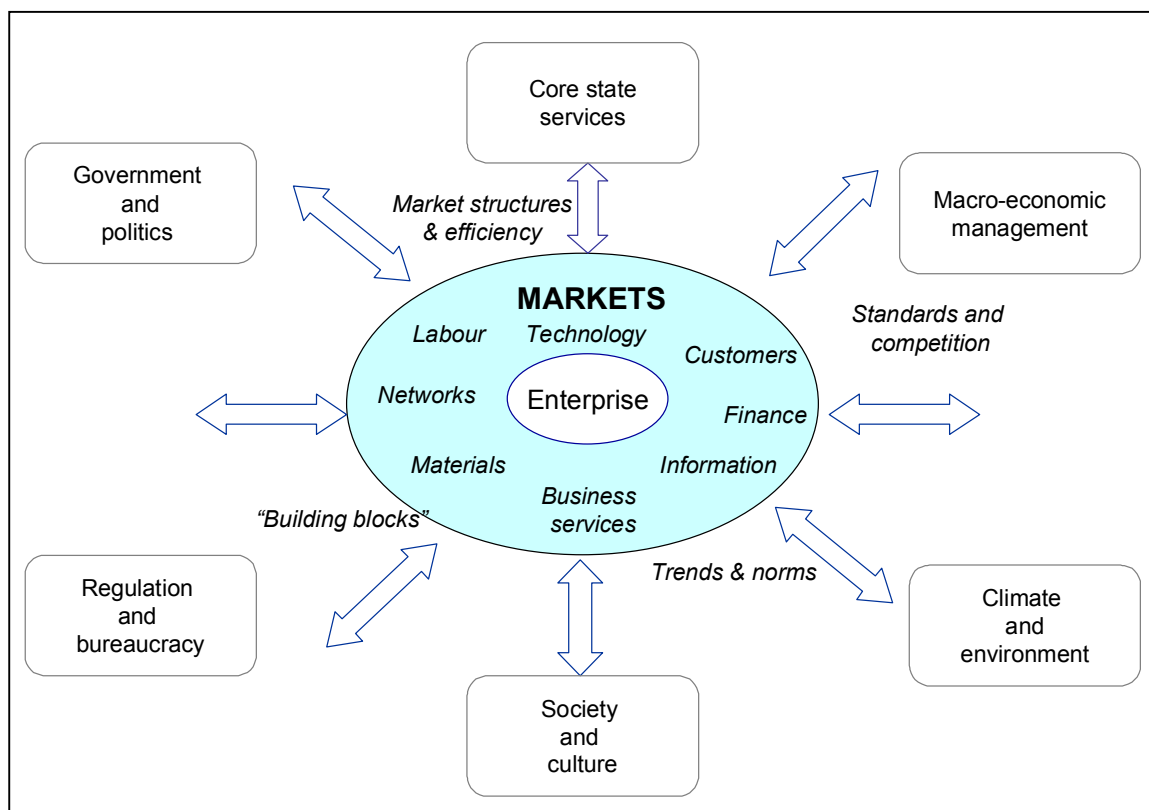 Core state
services
Government
and
politics
Market structures
& efficiency
Macro-economic
management
MARKETS
Labour
Technology
Customers
Standards and
competition
Networks
Enterprise
Finance
Materials
Information
Business
services
“Building blocks”
Trends & norms
Regulation
and
bureaucracy
Climate
and
environment
Society
and
culture